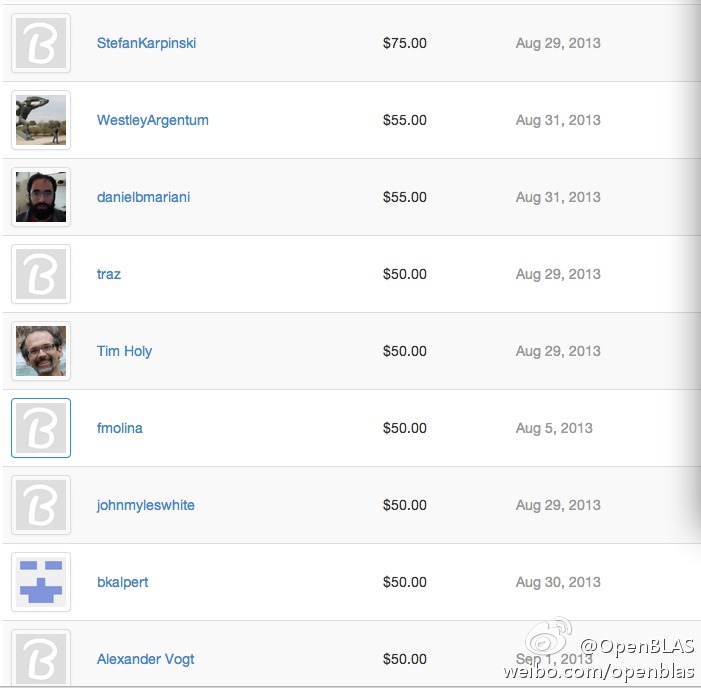 StefanKarpinski $75.00 Aug 29, 2013
WestleyArgentum $55.00 Aug 31, 2013
danielbmariani $55.00 Aug 31, 2013
traz $50.00 Aug 29, 2013
Tim Holy $50.00 Aug 29, 2013
fmolina $50.00 Aug 5, 2013
johnmyleswhite $50.00 Aug 29, 2013
bkalpert $50.00 Aug 30, 2013
Alexander Vogt $50.00 Sep 1, 2013
@OpenBLAS
weibo.com/openblas